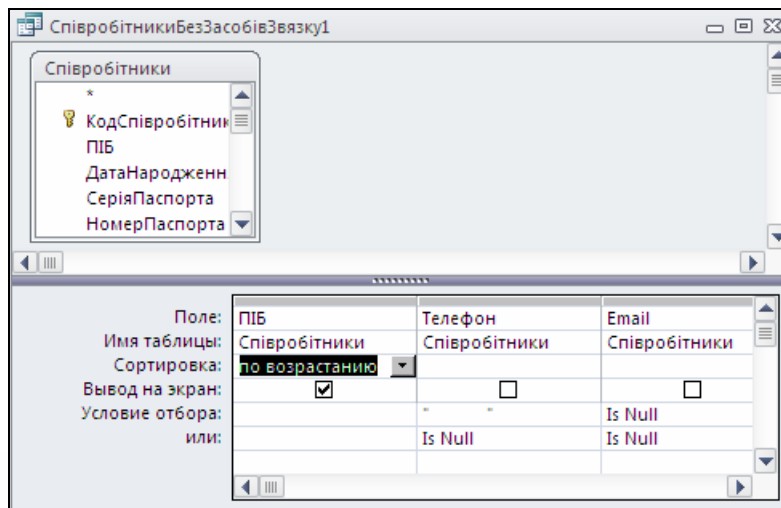 СпівробітникиБезЗасобівЗвязку1
Співробітники
*
КодСпівробітник
ПІБ
ДатаНародженн
СеріяПаспорта
НомерПаспорта
Поле: ПІБ Телефон Email
Имя таблицы: Співробітники Співробітники Співробітники
Сортировка: по возрастанию
Вывод на экран:
Условие отбора: " " Is Null
или: Is Null Is Null